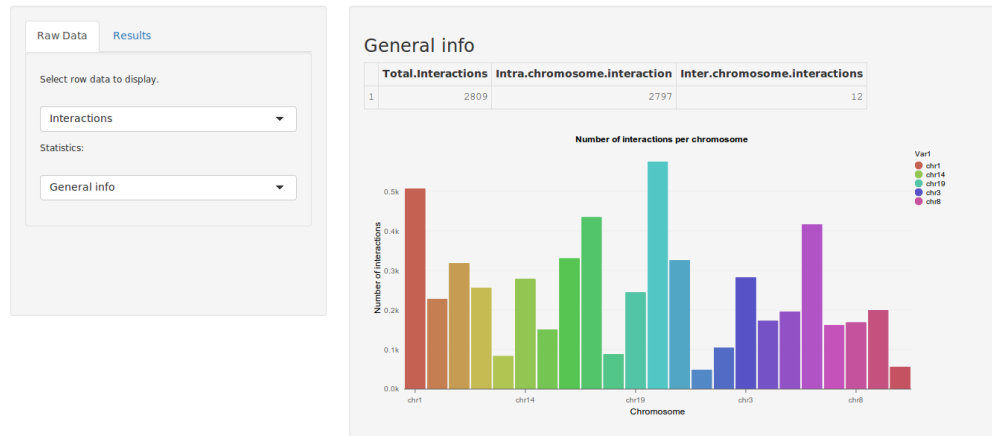 Raw Data Results
Select row data to display.
Interactions
Statistics:
General info
General info
Total.Interactions Intra.chromosome.interaction Inter.chromosome.interactions
1 2809 2797 12
Number of interactions per chromosome
Var1
chr1
chr14
chr19
chr3
chr8
Number of interactions
0.5k
0.4k
0.3k
0.2k
0.1k
0.0k
chr1 chr14 chr19 chr3 chr8
Chromosome